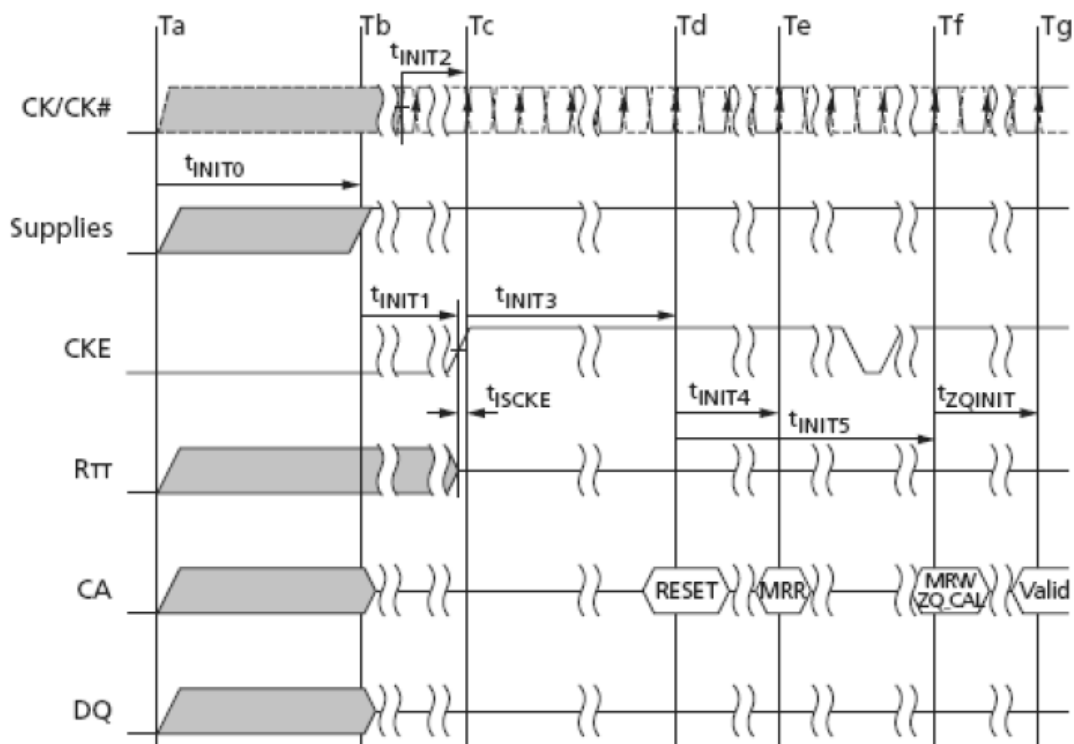 Ta Tb Tc Td Te Tf Tg
tINIT2
CK/CK#
tINIT0
Supplies
tINIT1 tINIT3
CKE
tISCKE tINIT4 tZQINIT
tINIT5
RTT
CA RESET MRR MRW ZQ_CAL Valid
DQ